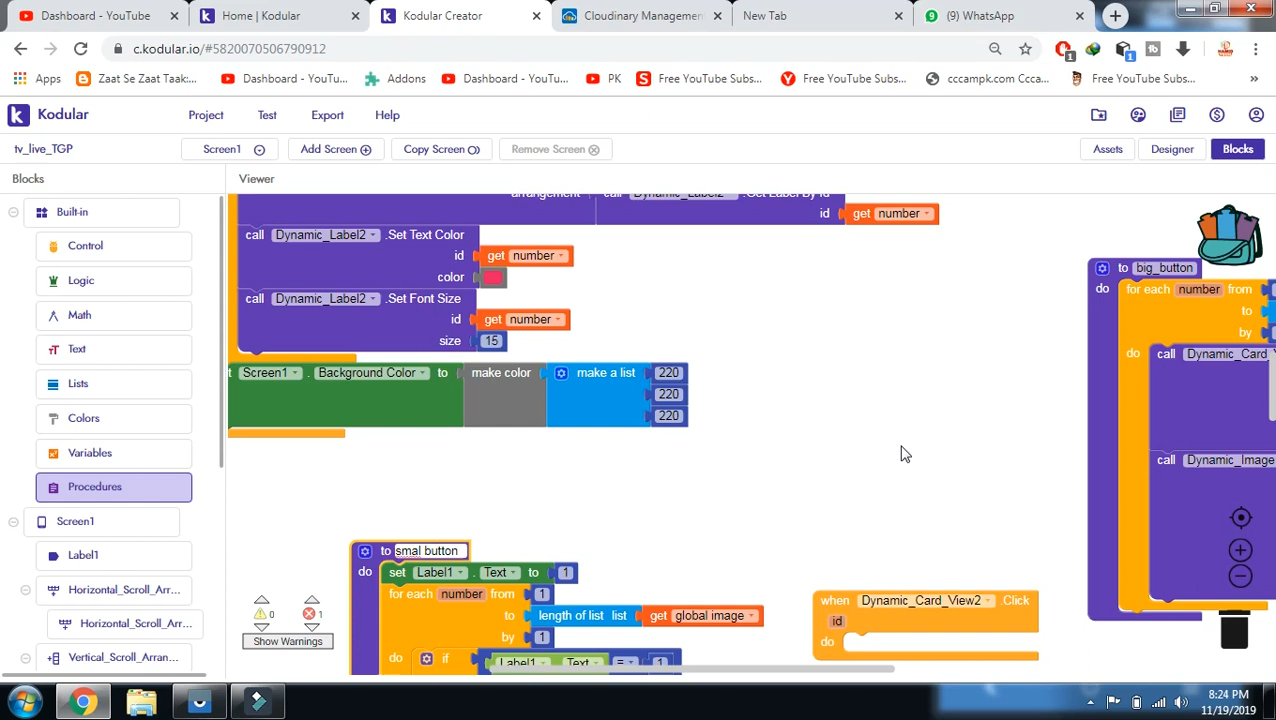 Dashboard - YouTube
Home | Kodular
Kodular Creator
Cloudinary Management
New Tab
(9) WhatsApp
c.kodular.io/#5820070506790912
Apps
Zaat Se Zaat Taak:...
Dashboard - YouTu...
Addons
Dashboard - YouTu...
PK
Free YouTube Subs...
Free YouTube Subs...
cccampk.com Ccca...
Free YouTube Subs...
Kodular
Project
Test
Export
Help
tv_live_TGP
Screen1
Add Screen
Copy Screen
Remove Screen
Assets
Designer
Blocks
Blocks
Viewer
Built-in
Control
Logic
Math
Text
Lists
Colors
Variables
Procedures
Screen1
Label1
Horizontal_Scroll_Arr...
Horizontal_Scroll_Arr...
Vertical_Scroll_Arran...
id get number
call Dynamic_Label2 .Set Text Color
id get number
color
call Dynamic_Label2 .Set Font Size
id get number
size 15
t Screen1 . Background Color to make color make a list 220
220
220
to smal button
do set Label1 . Text to 1
for each number from 1
to length of list list get global image
by 1
do if Label1 . Text = 1
when Dynamic_Card_View2 .Click
id
do
to big_button
do for each number from
to
by
do call Dynamic_Card_
call Dynamic_Image
0
1
Show Warnings
8:24 PM
11/19/2019